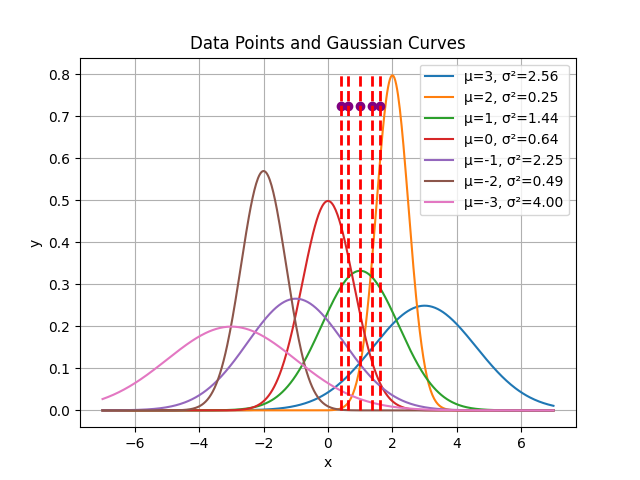 Data Points and Gaussian Curves
μ=3, σ²=2.56
μ=2, σ²=0.25
μ=1, σ²=1.44
μ=0, σ²=0.64
μ=-1, σ²=2.25
μ=-2, σ²=0.49
μ=-3, σ²=4.00
y
0.8
0.7
0.6
0.5
0.4
0.3
0.2
0.1
0.0
−6 −4 −2 0 2 4 6
x